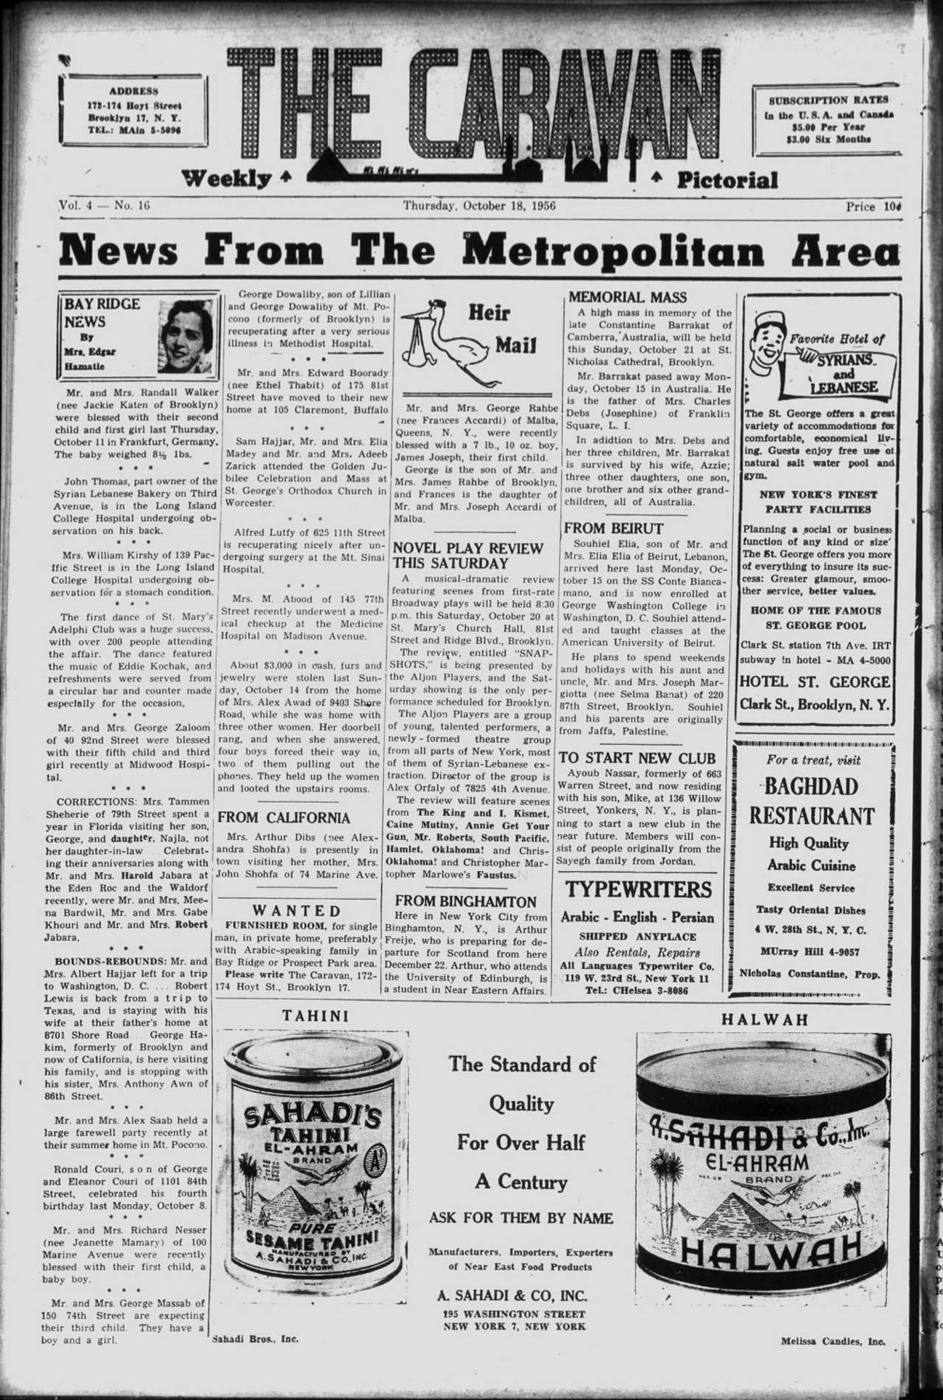 ADDRESS
172-174 Hoyt Street
Brooklyn 17, N. Y.
TEL.: MAin 5-5096
THE CARAVAN
Weekly
Pictorial
SUBSCRIPTION RATES
In the U. S. A. and Canada
$5.00 Per Year
$3.00 Six Months
Vol. 4 — No. 16
Thursday, October 18, 1956
Price 10¢
News From The Metropolitan Area
BAY RIDGE
NEWS
By
Mrs. Edgar
Hamatie
Mr. and Mrs. Randall Walker
(nee Jackie Katen of Brooklyn)
were blessed with their second
child and first girl last Thursday,
October 11 in Frankfurt, Germany.
The baby weighed 8½ lbs.
* * *
John Thomas, part owner of the
Syrian Lebanese Bakery on Third
Avenue, is in the Long Island
College Hospital undergoing ob-
servation on his back.
* * *
Mrs. William Kirshy of 139 Pac-
ific Street is in the Long Island
College Hospital undergoing ob-
servation for a stomach condition.
* * *
The first dance of St. Mary's
Adelphi Club was a huge success,
with over 200 people attending
the affair. The dance featured
the music of Eddie Kochak, and
refreshments were served from
a circular bar and counter made
especially for the occasion.
* * *
Mr. and Mrs. George Zaloom
of 40 92nd Street were blessed
with their fifth child and third
girl recently at Midwood Hospi-
tal.
* * *
CORRECTIONS: Mrs. Tammen
Sheherie of 79th Street spent a
year in Florida visiting her son,
George, and daughter, Najla, not
her daughter-in-law Celebrat-
ing their anniversaries along with
Mr. and Mrs. Harold Jabara at
the Eden Roc and the Waldorf
recently, were Mr. and Mrs. Mee-
na Bardwil, Mr. and Mrs. Gabe
Khouri and Mr. and Mrs. Robert
Jabara.
* * *
BOUNDS-REBOUNDS: Mr. and
Mrs. Albert Hajjar left for a trip
to Washington, D. C. ... Robert
Lewis is back from a trip to
Texas, and is staying with his
wife at their father's home at
8701 Shore Road George Ha-
kim, formerly of Brooklyn and
now of California, is here visiting
his family, and is stopping with
his sister, Mrs. Anthony Awn of
86th Street.
* * *
Mr. and Mrs. Alex Saab held a
large farewell party recently at
their summer home in Mt. Pocono.
* * *
Ronald Couri, son of George
and Eleanor Couri of 1101 84th
Street, celebrated his fourth
birthday last Monday, October 8.
* * *
Mr. and Mrs. Richard Nesser
(nee Jeanette Mamary) of 100
Marine Avenue were recently
blessed with their first child, a
baby boy.
* * *
Mr. and Mrs. George Massab of
150 74th Street are expecting
their third child. They have a
boy and a girl.
George Dowaliby, son of Lillian
and George Dowaliby of Mt. Po-
cono (formerly of Brooklyn) is
recuperating after a very serious
illness in Methodist Hospital.
* * *
Mr. and Mrs. Edward Boorady
(nee Ethel Thabit) of 175 81st
Street have moved to their new
home at 105 Claremont, Buffalo
* * *
Sam Hajjar, Mr. and Mrs. Elia
Madey and Mr. and Mrs. Adeeb
Zarick attended the Golden Ju-
bilee Celebration and Mass at
St. George's Orthodox Church in
Worcester.
* * *
Alfred Lutfy of 625 11th Street
is recuperating nicely after un-
dergoing surgery at the Mt. Sinai
Hospital.
* * *
Mrs. M. Abood of 145 77th
Street recently underwent a med-
ical checkup at the Medicine
Hospital on Madison Avenue.
* * *
About $3,000 in cash, furs and
jewelry were stolen last Sun-
day, October 14 from the home
of Mrs. Alex Awad of 9403 Shore
Road, while she was home with
three other women. Her doorbell
rang, and when she answered,
four boys forced their way in,
two of them pulling out the
phones. They held up the women
and looted the upstairs rooms.
FROM CALIFORNIA
Mrs. Arthur Dibs (nee Alex-
andra Shohfa) is presently in
town visiting her mother, Mrs.
John Shohfa of 74 Marine Ave.
WANTED
FURNISHED ROOM, for single
man, in private home, preferably
with Arabic-speaking family in
Bay Ridge or Prospect Park area.
Please write The Caravan, 172-
174 Hoyt St., Brooklyn 17.
Heir
Mail
Mr. and Mrs. George Rahbe
(nee Frances Accardi) of Malba,
Queens, N. Y., were recently
blessed with a 7 lb., 10 oz. boy,
James Joseph, their first child.
George is the son of Mr. and
Mrs. James Rahbe of Brooklyn,
and Frances is the daughter of
Mr. and Mrs. Joseph Accardi of
Malba.
NOVEL PLAY REVIEW
THIS SATURDAY
A musical-dramatic review
featuring scenes from first-rate
Broadway plays will be held 8:30
p.m. this Saturday, October 20 at
St. Mary's Church Hall, 81st
Street and Ridge Blvd., Brooklyn.
The review, entitled "SNAP-
SHOTS," is being presented by
the Aljon Players, and the Sat-
urday showing is the only per-
formance scheduled for Brooklyn.
The Aljon Players are a group
of young, talented performers, a
newly-formed theatre group
from all parts of New York, most
of them of Syrian-Lebanese ex-
traction. Director of the group is
Alex Orfaly of 7825 4th Avenue.
The review will feature scenes
from The King and I, Kismet,
Caine Mutiny, Annie Get Your
Gun, Mr. Roberts, South Pacific,
Hamlet, Oklahoma! and Chris-
Oklahoma! and Christopher Mar-
topher Marlowe's Faustus.
FROM BINGHAMTON
Here in New York City from
Binghamton, N. Y., is Arthur
Freije, who is preparing for de-
parture for Scotland from here
December 22. Arthur, who attends
the University of Edinburgh, is
a student in Near Eastern Affairs.
MEMORIAL MASS
A high mass in memory of the
late Constantine Barrakat of
Camberra, Australia, will be held
this Sunday, October 21 at St.
Nicholas Cathedral, Brooklyn.
Mr. Barrakat pased away Mon-
day, October 15 in Australia. He
is the father of Mrs. Charles
Debs (Josephine) of Franklin
Square, L. I.
In adidtion to Mrs. Debs and
her three children, Mr. Barrakat
is survived by his wife, Azzie;
three other daughters, one son,
one brother and six other grand-
children, all of Australia.
FROM BEIRUT
Souhiel Elia, son of Mr. and
Mrs. Elia Elia of Beirut, Lebanon,
arrived here last Monday, Oc-
tober 15 on the SS Conte Bianca-
mano, and is now enrolled at
George Washington College in
Washington, D. C. Souhiel attend-
ed and taught classes at the
American University of Beirut.
He plans to spend weekends
and holidays with his aunt and
uncle, Mr. and Mrs. Joseph Mar-
giotta (nee Selma Banat) of 220
87th Street, Brooklyn. Souhiel
and his parents are originally
from Jaffa, Palestine.
TO START NEW CLUB
Ayoub Nassar, formerly of 663
Warren Street, and now residing
with his son, Mike, at 136 Willow
Street, Yonkers, N. Y., is plan-
ning to start a new club in the
near future. Members will con-
sist of people originally from the
Sayegh family from Jordan.
TYPEWRITERS
Arabic - English - Persian
SHIPPED ANYPLACE
Also Rentals, Repairs
All Languages Typewriter Co.
119 W. 23rd St., New York 11
Tel.: CHelsea 3-8086
Favorite Hotel of
SYRIANS
and
LEBANESE
The St. George offers a great
variety of accommodations for
comfortable, economical liv-
ing. Guests enjoy free use of
natural salt water pool and
gym.
NEW YORK'S FINEST
PARTY FACILITIES
Planning a social or business
function of any kind or size'
The St. George offers you more
of everything to insure its suc-
cess: Greater glamour, smoo-
ther service, better values.
HOME OF THE FAMOUS
ST. GEORGE POOL
Clark St. station 7th Ave. IRT
subway in hotel - MA 4-5000
HOTEL ST. GEORGE
Clark St., Brooklyn, N. Y.
For a treat, visit
BAGHDAD
RESTAURANT
High Quality
Arabic Cuisine
Excellent Service
Tasty Oriental Dishes
4 W. 28th St., N. Y. C.
MUrray Hill 4-9057
Nicholas Constantine, Prop.
TAHINI
SAHADI'S
TAHINI
EL-AHRAM
BRAND
PURE
SESAME TAHINI
MANUFACTURED BY
A. SAHADI & CO. INC.
NEW YORK
Sahadi Bros., Inc.
The Standard of
Quality
For Over Half
A Century
ASK FOR THEM BY NAME
Manufacturers, Importers, Exporters
of Near East Food Products
A. SAHADI & CO, INC.
195 WASHINGTON STREET
NEW YORK 7, NEW YORK
HALWAH
A. SAHADI & Co., Inc.
EL-AHRAM
BRAND
HALWAH
Melissa Candies, Inc.